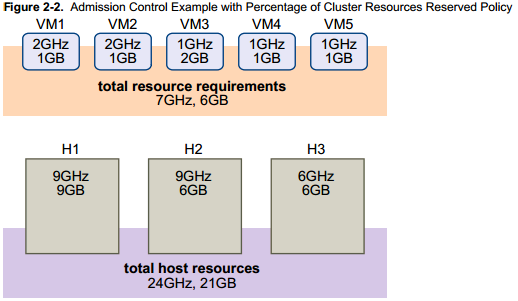 Figure 2-2. Admission Control Example with Percentage of Cluster Resources Reserved Policy
VM1 VM2 VM3 VM4 VM5
2GHz 2GHz 1GHz 1GHz 1GHz
1GB 1GB 2GB 1GB 1GB
total resource requirements
7GHz, 6GB
H1 H2 H3
9GHz 9GHz 6GHz
9GB 6GB 6GB
total host resources
24GHz, 21GB